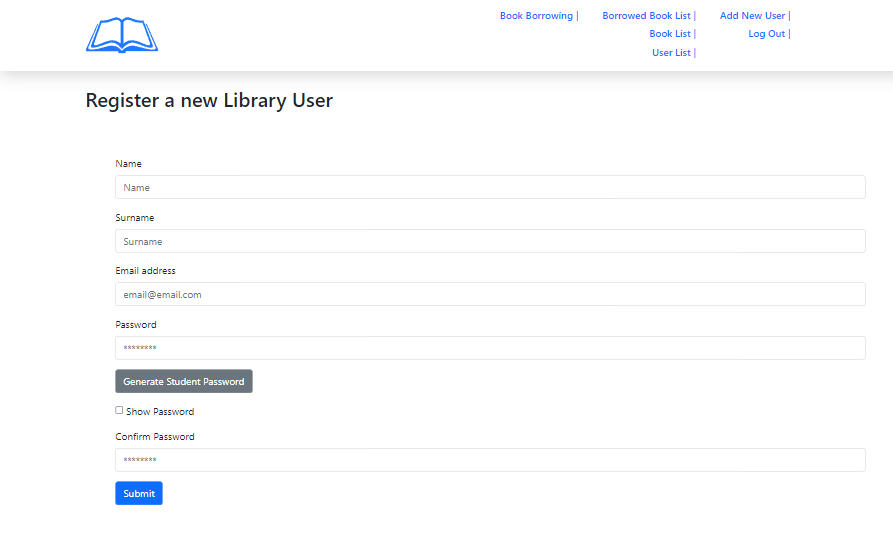 Book Borrowing | Borrowed Book List | Add New User |
Book List | Log Out |
User List |
Register a new Library User
Name
Name
Surname
Surname
Email address
email@email.com
Password
********
Generate Student Password
Show Password
Confirm Password
********
Submit